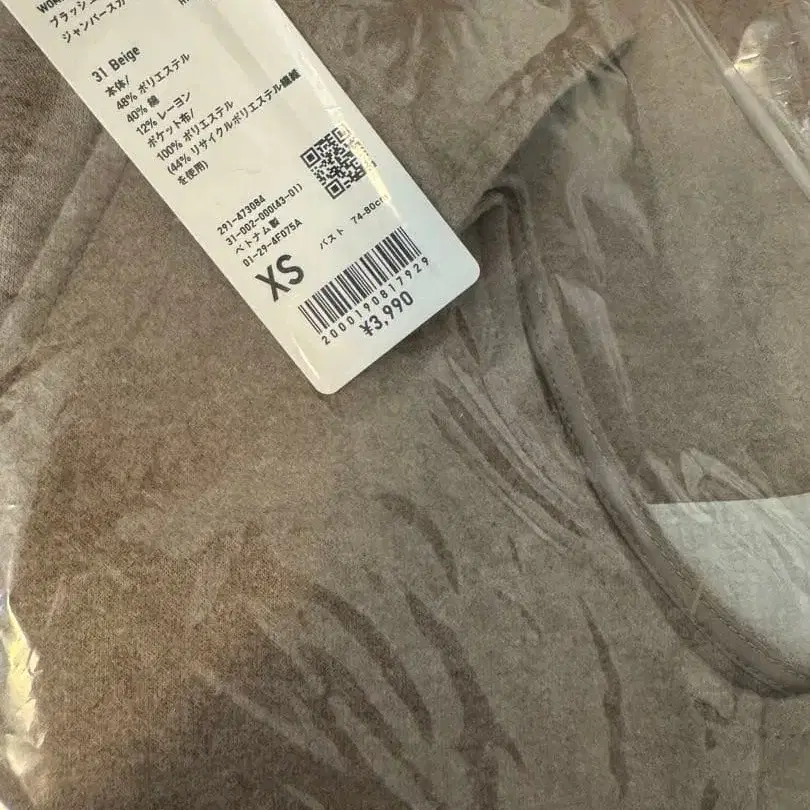 ブラッシュ
ジャンパースカ
31 Beige
本体/
48% ポリエステル
40% 綿
12% レーヨン
ポケット布/
100% ポリエステル
(44% リサイクルポリエステル繊維
を使用)
291-473084
31-002-000(43-01)
ベトナム製
01-29-4F075A
XS
バスト 74-80cm
2000190817929
¥3,990